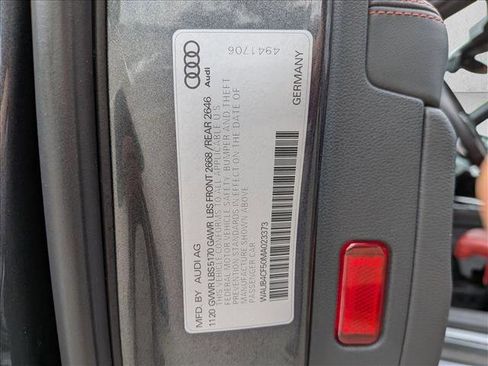 Audi
4941706
MFD. BY AUDI AG
11 20 GVWR LBS 5170 GAWR LBS FRONT 2668 / REAR 2646
THIS VEHICLE CONFORMS TO ALL APPLICABLE U.S.
FEDERAL MOTOR VEHICLE SAFETY, BUMPER AND THEFT
PREVENTION STANDARDS IN EFFECT ON THE DATE OF
MANUFACTURE SHOWN ABOVE.
PASSENGER CAR
WAUB4CF50MA023373
GERMANY